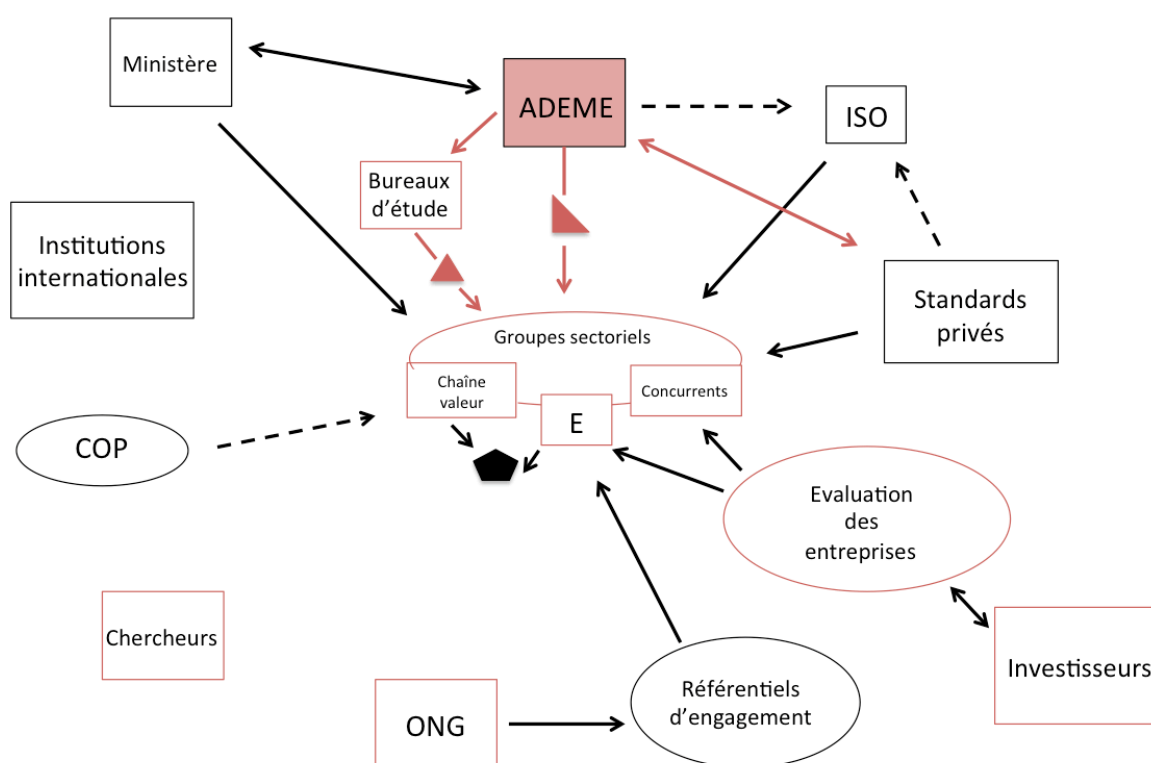 Ministère
ADEME
ISO
Bureaux
d'étude
Institutions
internationales
Standards
privés
Groupes sectoriels
Chaîne
valeur
Concurrents
E
COP
Evaluation
des
entreprises
Chercheurs
Investisseurs
Référentiels
d'engagement
ONG